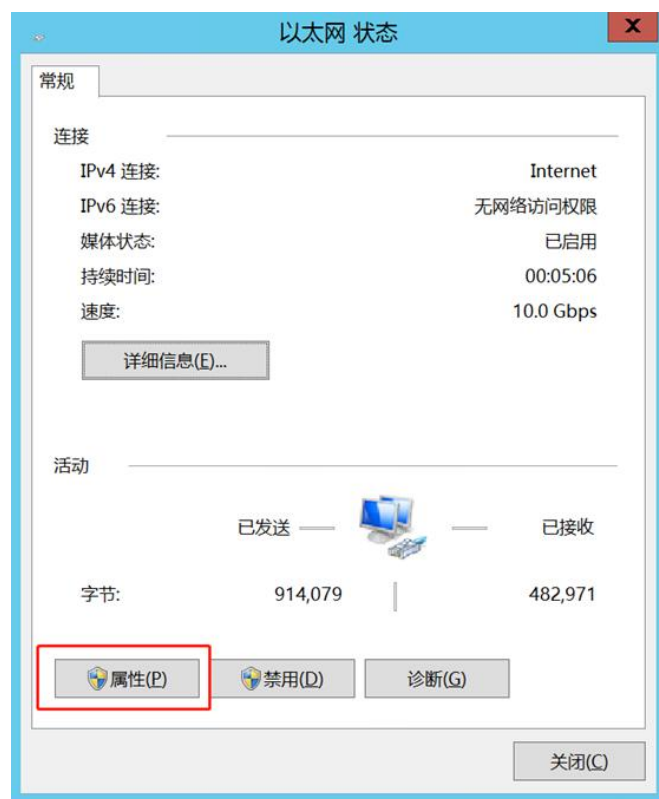 以太网 状态
X
常规
连接
IPv4 连接: Internet
IPv6 连接: 无网络访问权限
媒体状态: 已启用
持续时间: 00:05:06
速度: 10.0 Gbps
详细信息(E)...
活动
已发送 已接收
字节: 914,079 482,971
属性(P) 禁用(D) 诊断(G)
关闭(C)